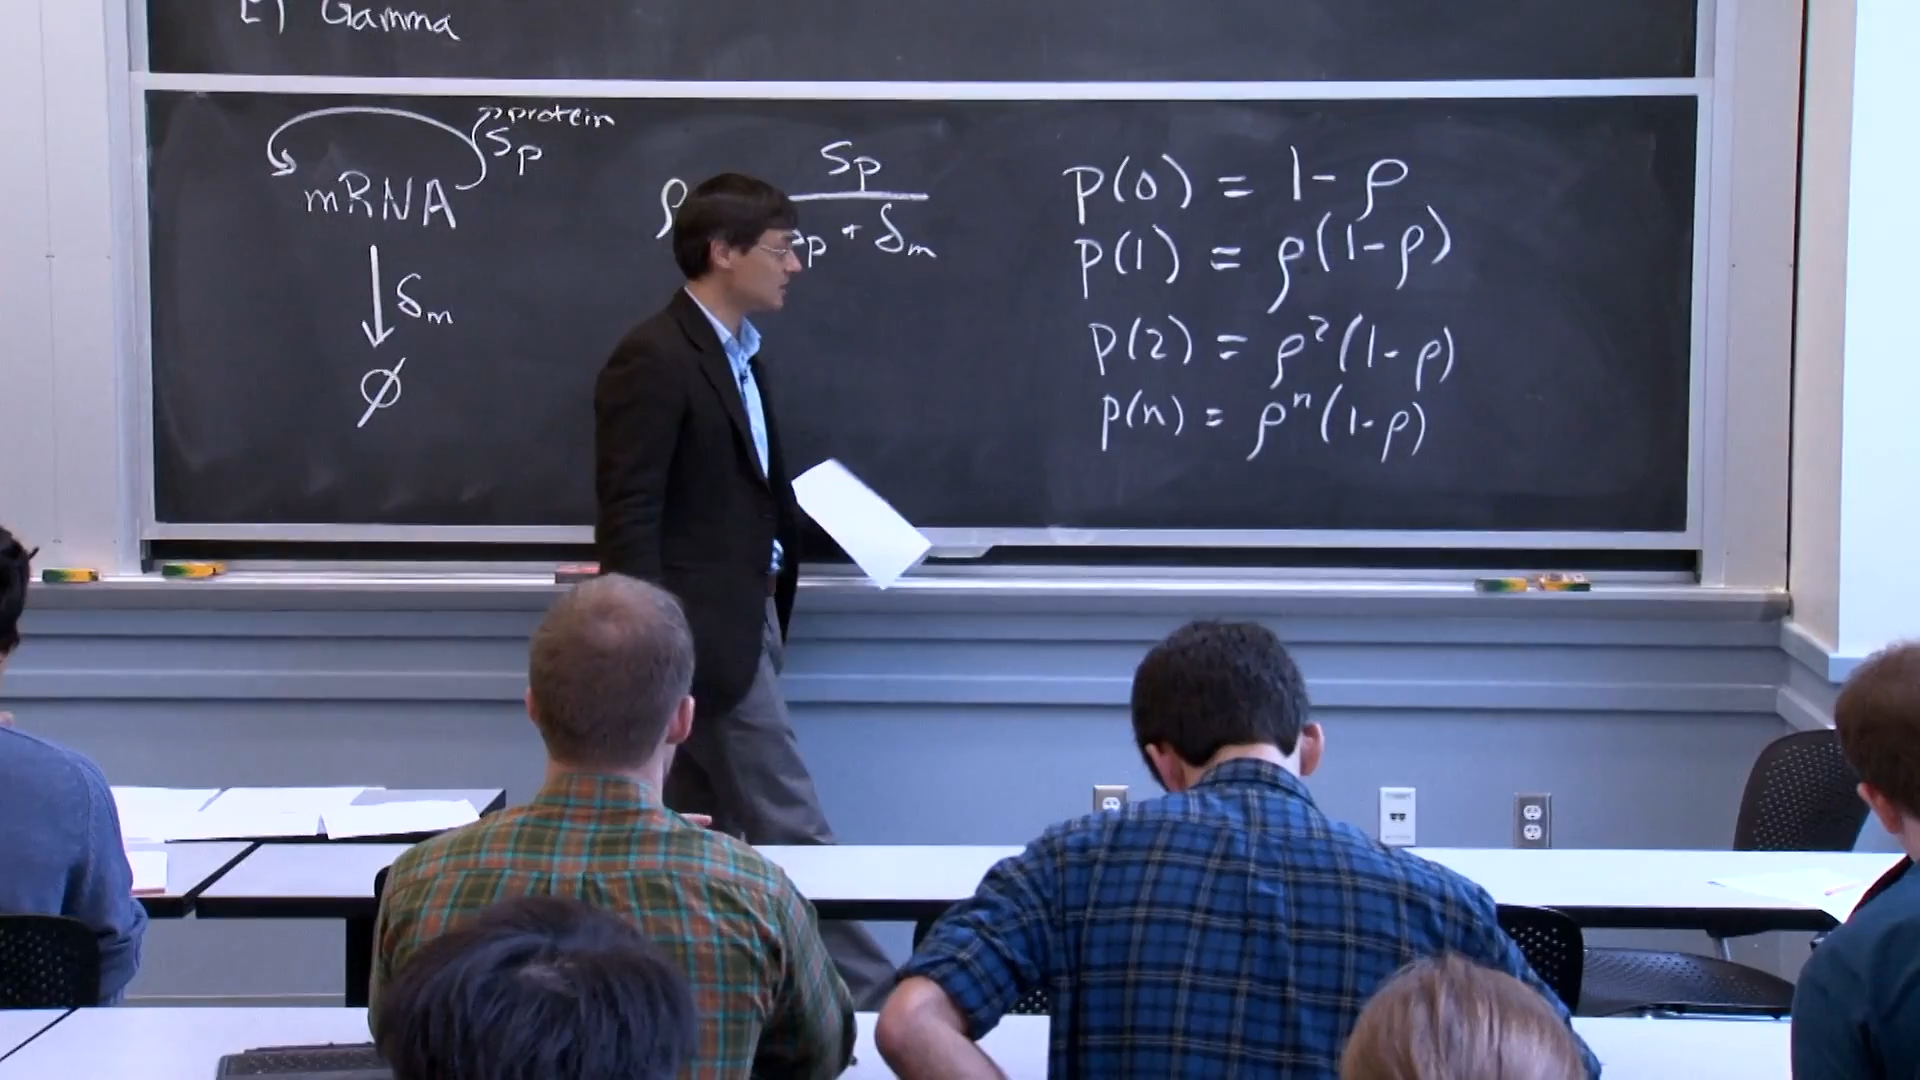 E) Gamma
protein
Sp
mRNA
δm
∅
ρ
Sp
p + δm
p(0) = 1-ρ
p(1) = ρ(1-ρ)
p(2) = ρ²(1-ρ)
p(n) = ρⁿ(1-ρ)